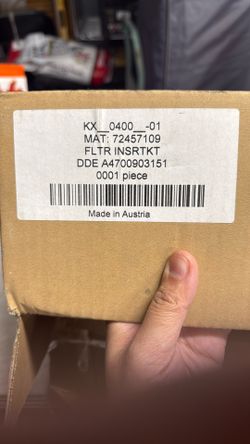 KX__0400__-01
MAT: 72457109
FLTR INSRTKT
DDE A4700903151
0001 piece
Made in Austria